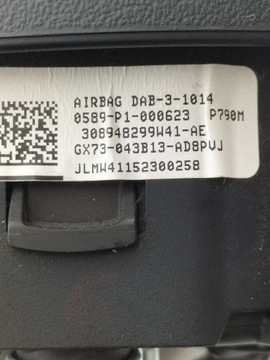 AIRBAG DAB-3-1014
0589-P1-000623 P790M
308948299W41-AE
GX73-043B13-AD8PVJ
JLMW41152300258